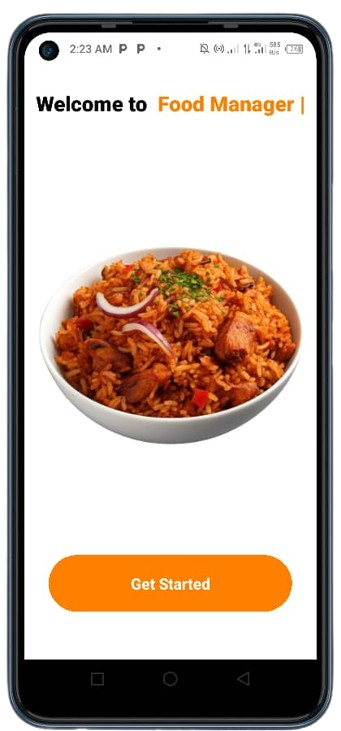 2:23 AM P P •
Welcome to Food Manager |
Get Started